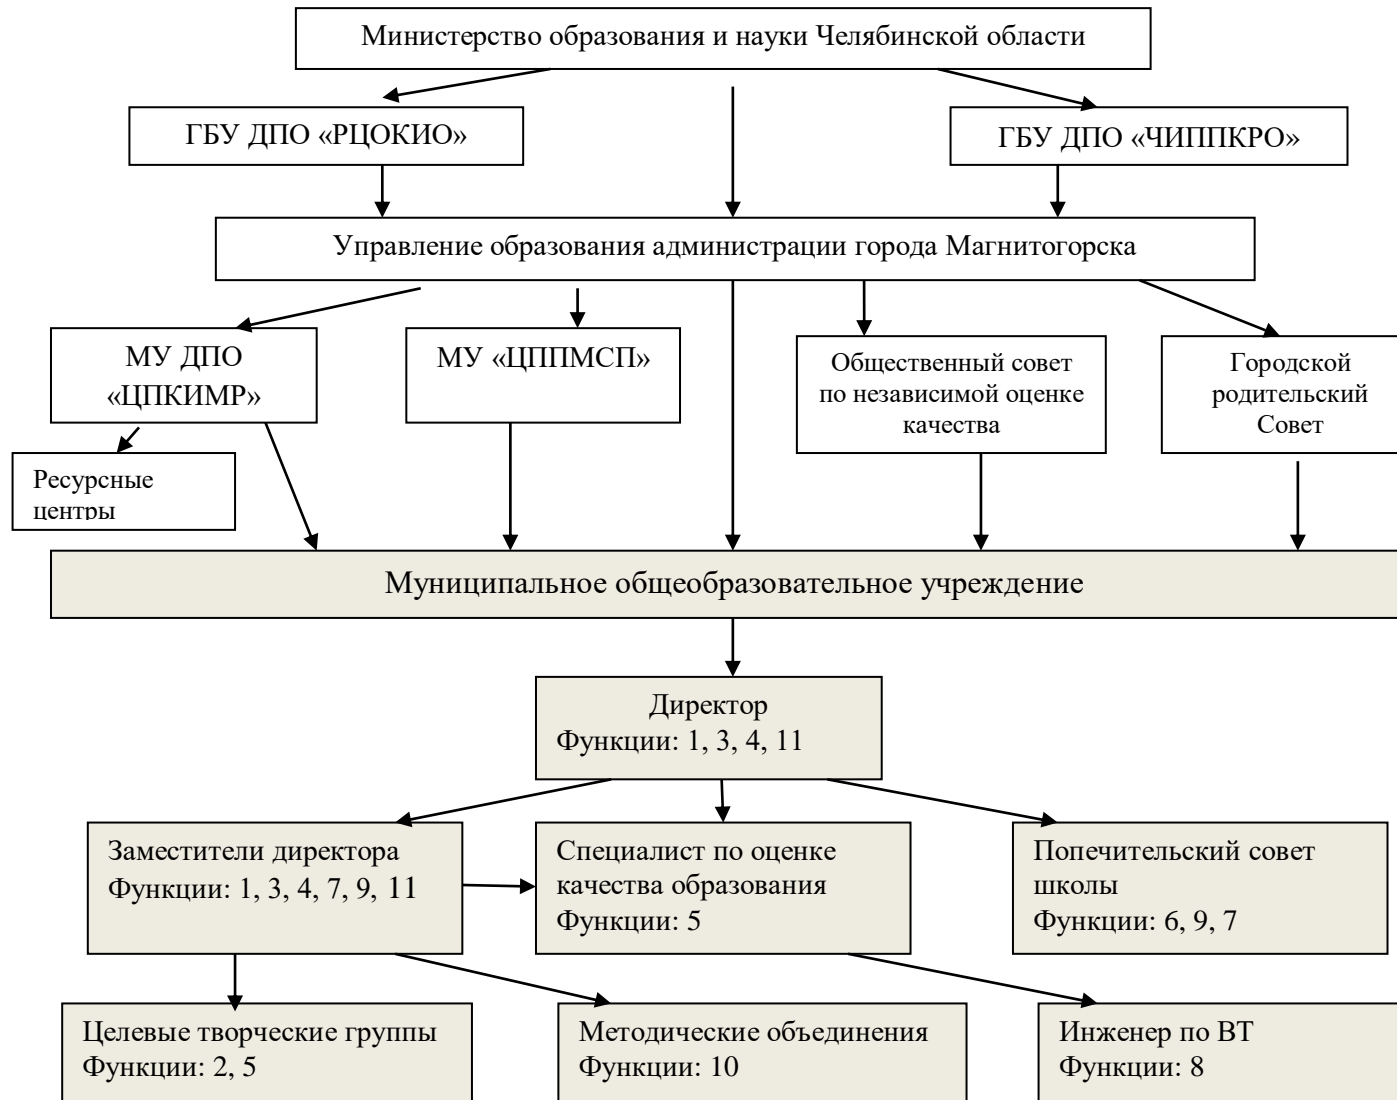 Министерство образования и науки Челябинской области
ГБУ ДПО «РЦОКИО»
ГБУ ДПО «ЧИППКРО»
Управление образования администрации города Магнитогорска
МУ ДПО
«ЦПКИМР»
МУ «ЦППМСП»
Общественный совет
по независимой оценке
качества
Городской
родительский
Совет
Ресурсные
центры
Муниципальное общеобразовательное учреждение
Директор
Функции: 1, 3, 4, 11
Заместители директора
Функции: 1, 3, 4, 7, 9, 11
Специалист по оценке
качества образования
Функции: 5
Попечительский совет
школы
Функции: 6, 9, 7
Целевые творческие группы
Функции: 2, 5
Методические объединения
Функции: 10
Инженер по ВТ
Функции: 8